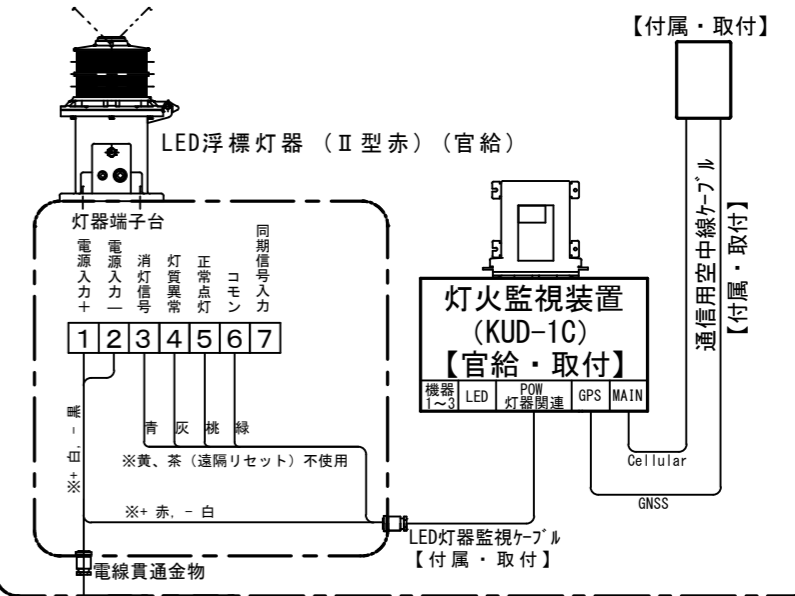 【付属・取付】
LED浮標灯器 (Ⅱ型赤) (官給)
灯器端子台
電源入力+
電源入力-
消灯信号
灯質異常
正常点灯
コモン
同期信号入力
1 2 3 4 5 6 7
青 灰 桃 緑
※黄、茶 (遠隔リセット) 不使用
※+ 白, - 黒
※+ 赤, - 白
電線貫通金物
灯火監視装置
(KUD-1C)
【官給・取付】
機器
1~3
LED
POW
灯器関連
GPS
MAIN
Cellular
GNSS
通信用空中線ケーブル
【付属・取付】
LED灯器監視ケーブル
【付属・取付】